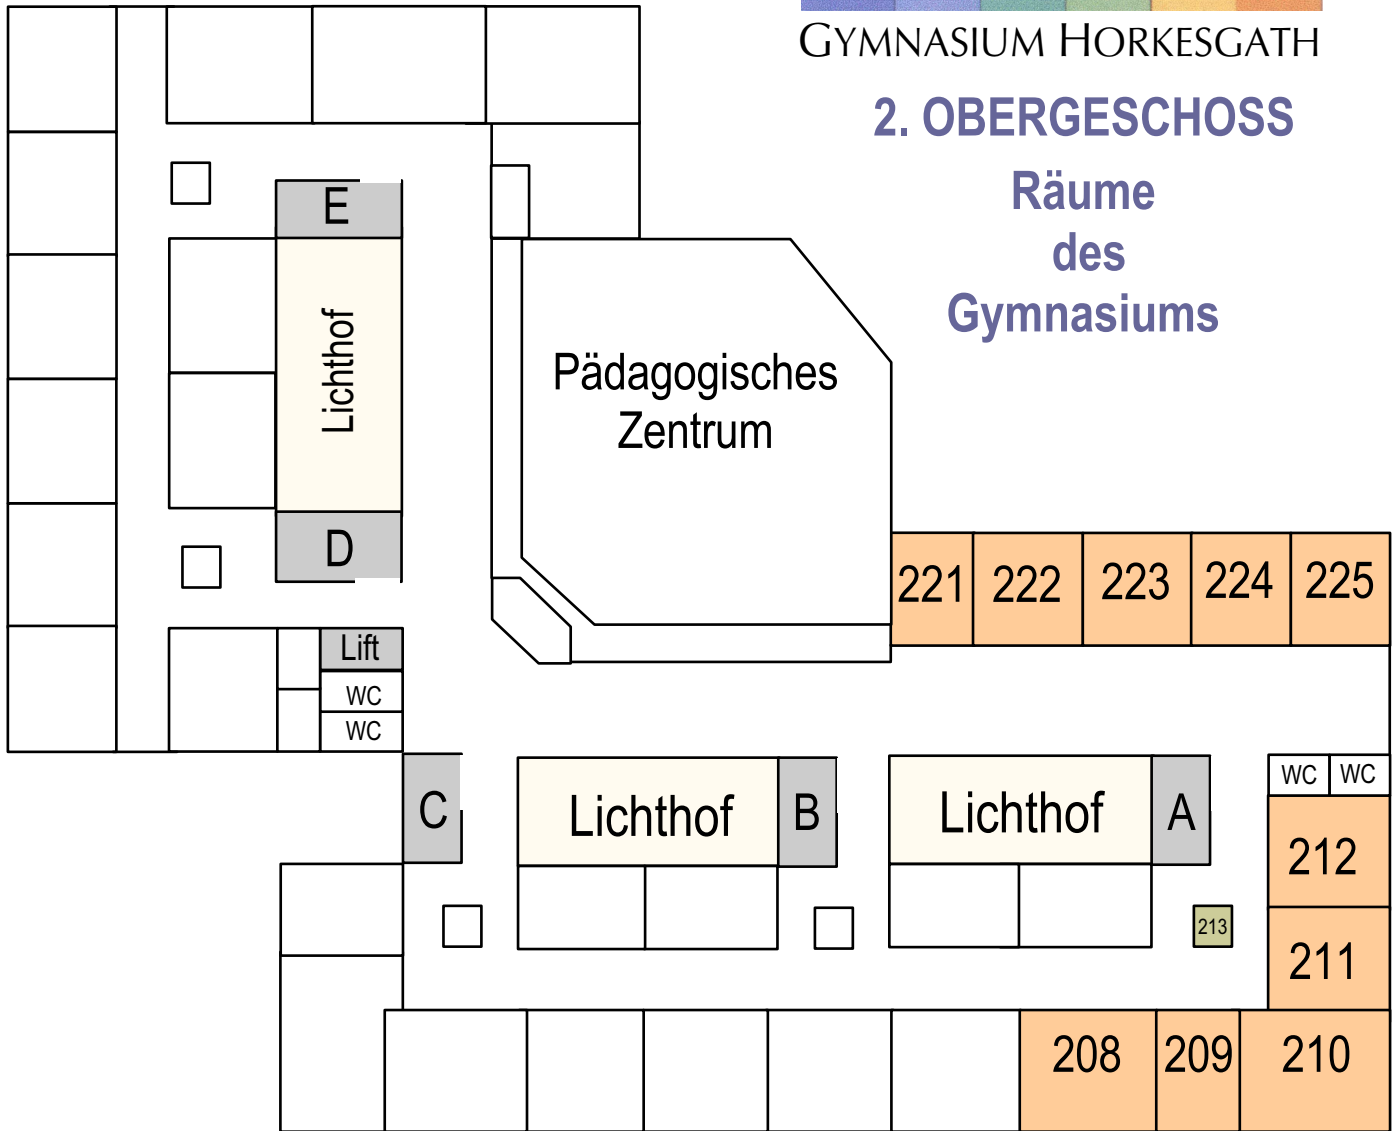 GYMNASIUM HORKESGATH
2. OBERGESCHOSS
Räume
des
Gymnasiums
E
Lichthof
D
Pädagogisches
Zentrum
221 222 223 224 225
Lift
WC
WC
C
Lichthof
B
Lichthof
A
WC WC
212
213
211
208 209 210